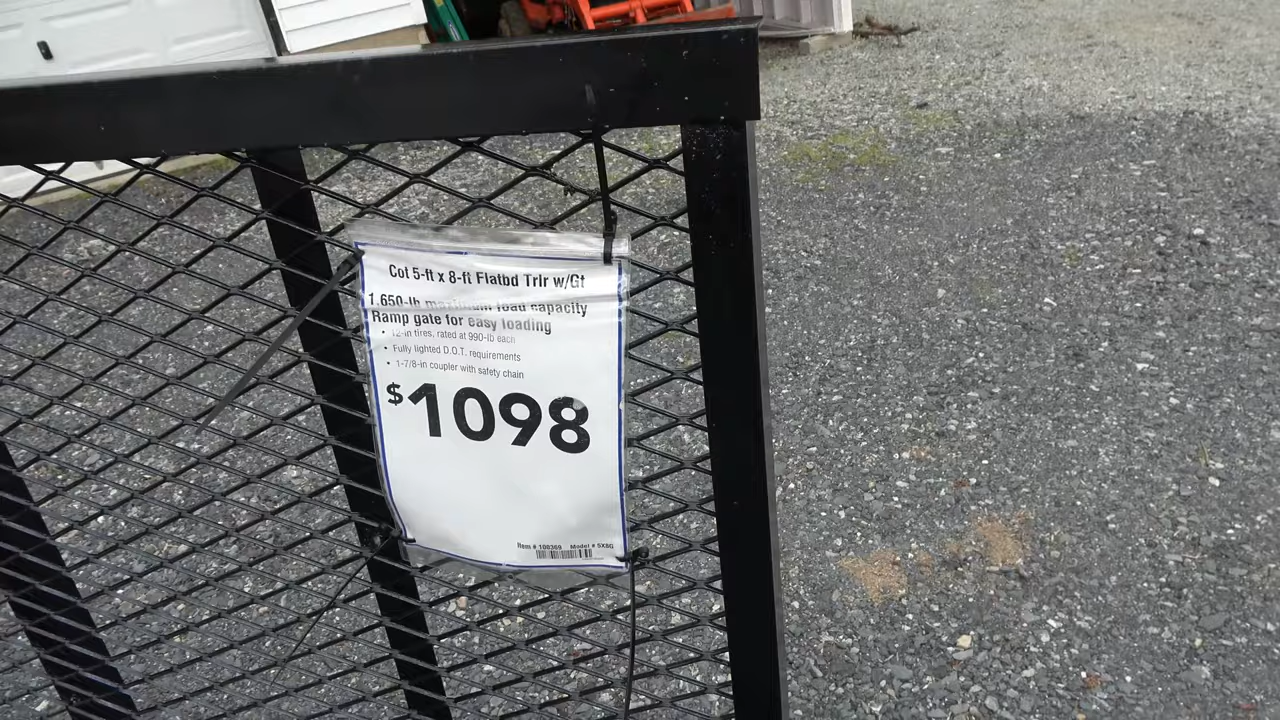 Cot 5-ft x 8-ft Flatbd Trlr w/Gt
1,650-lb maximum load capacity
Ramp gate for easy loading
• 12-in tires, rated at 990-lb each
• Fully lighted D.O.T. requirements
• 1-7/8-in coupler with safety chain
$1098
Item # 108369 Model # 5X8G